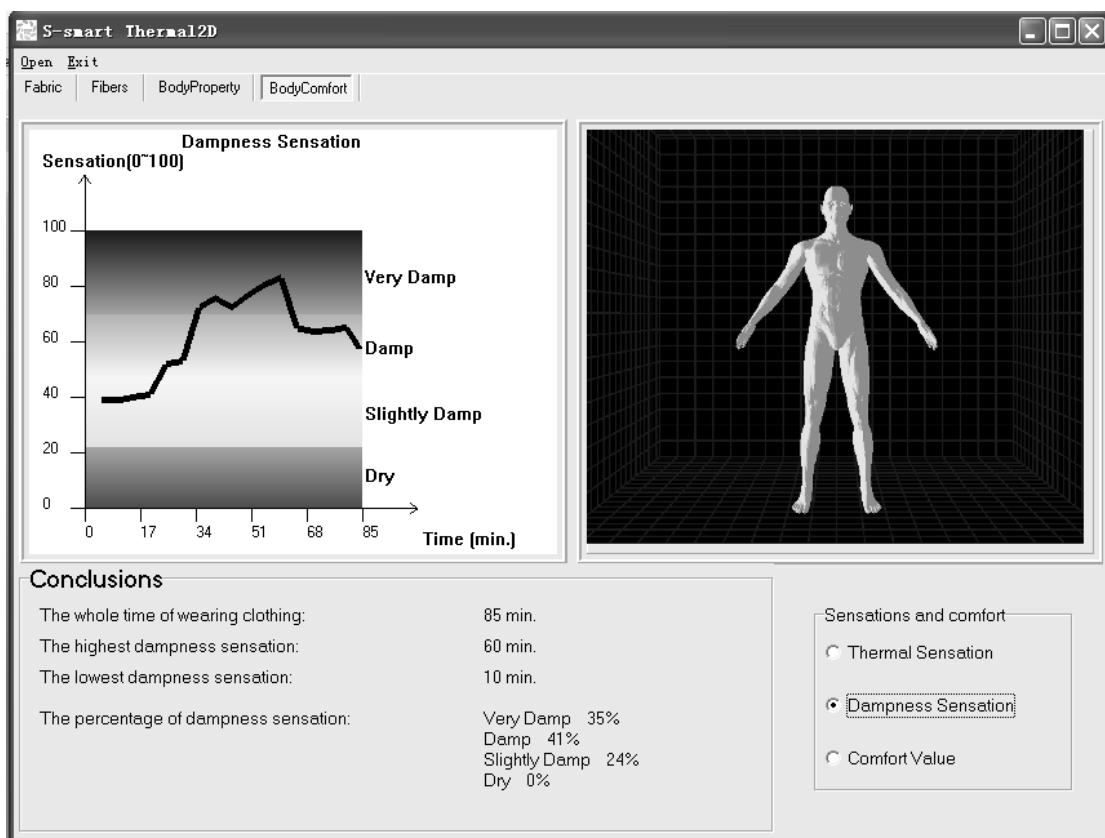 S-smart Thermal2D
Open Exit
Fabric Fibers BodyProperty BodyComfort
Dampness Sensation
Sensation(0~100)
100
80
60
40
20
0
Very Damp
Damp
Slightly Damp
Dry
0 17 34 51 68 85
Time (min.)
Conclusions
The whole time of wearing clothing: 85 min.
The highest dampness sensation: 60 min.
The lowest dampness sensation: 10 min.
The percentage of dampness sensation: Very Damp 35%
Damp 41%
Slightly Damp 24%
Dry 0%
Sensations and comfort
Thermal Sensation
Dampness Sensation
Comfort Value